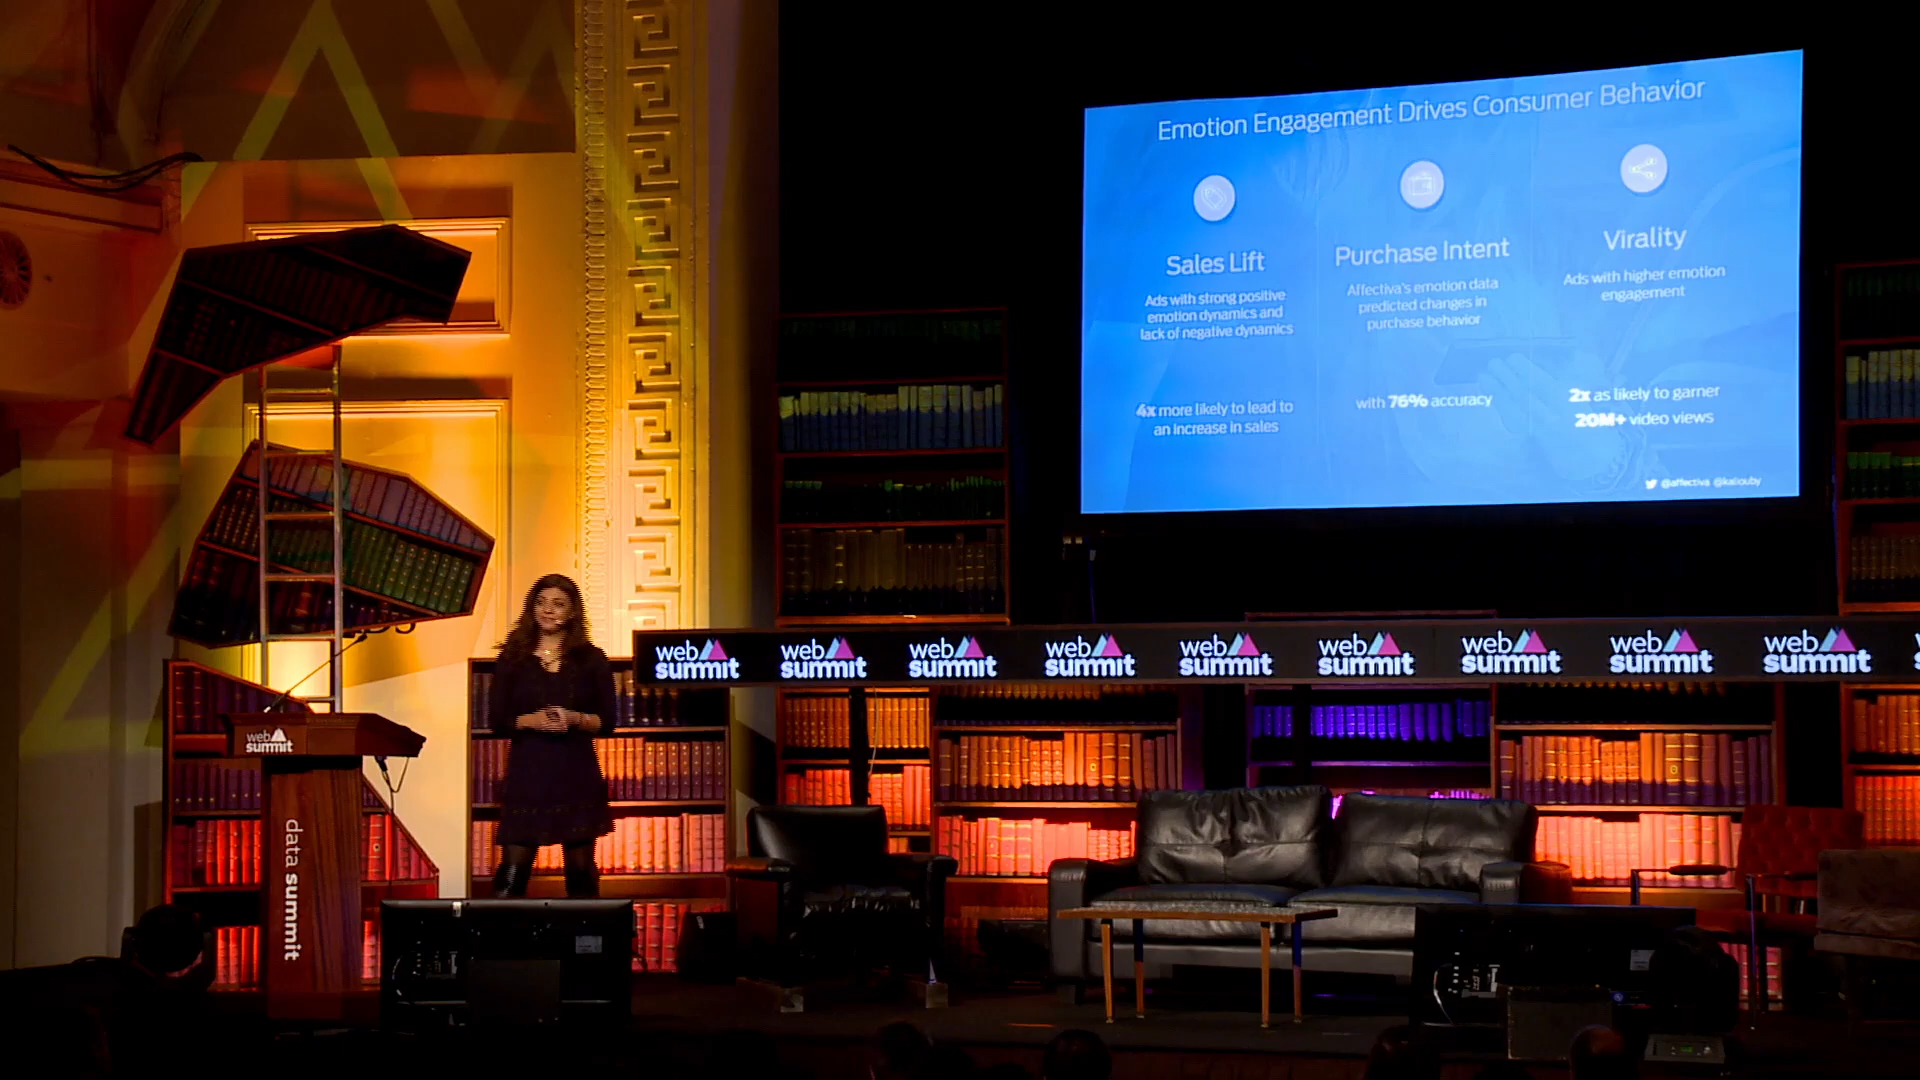 Emotion Engagement Drives Consumer Behavior
Sales Lift
Ads with strong positive
emotion dynamics and
lack of negative dynamics
4x more likely to lead to
an increase in sales
Purchase Intent
Affectiva's emotion data
predicted changes in
purchase behavior
with 76% accuracy
Virality
Ads with higher emotion
engagement
2x as likely to garner
20M+ video views
@affectiva @kaliouby
web
summit
web
summit
web
summit
web
summit
web
summit
web
summit
web
summit
web
summit
web
summit
web
summit
data summit